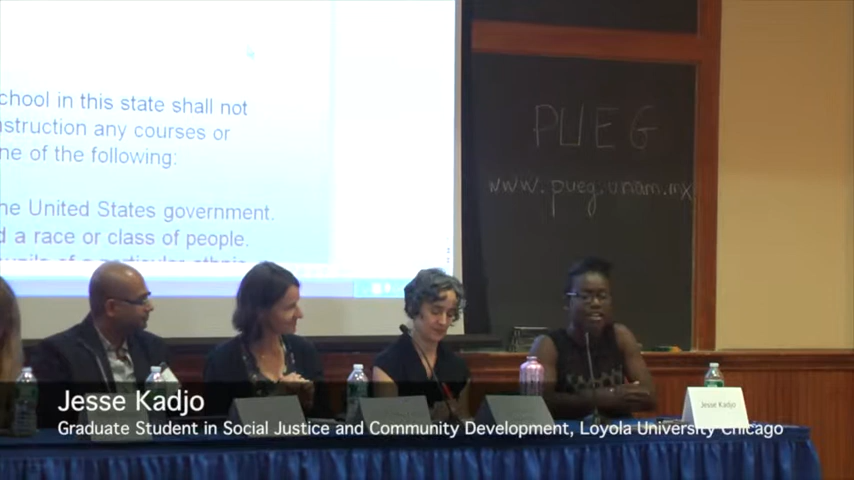 chool in this state shall not
nstruction any courses or
ne of the following:
he United States government.
d a race or class of people.
PUEG
www.pueg.unam.mx
Jesse Kadjo
Jesse Kadjo
Graduate Student in Social Justice and Community Development, Loyola University Chicago